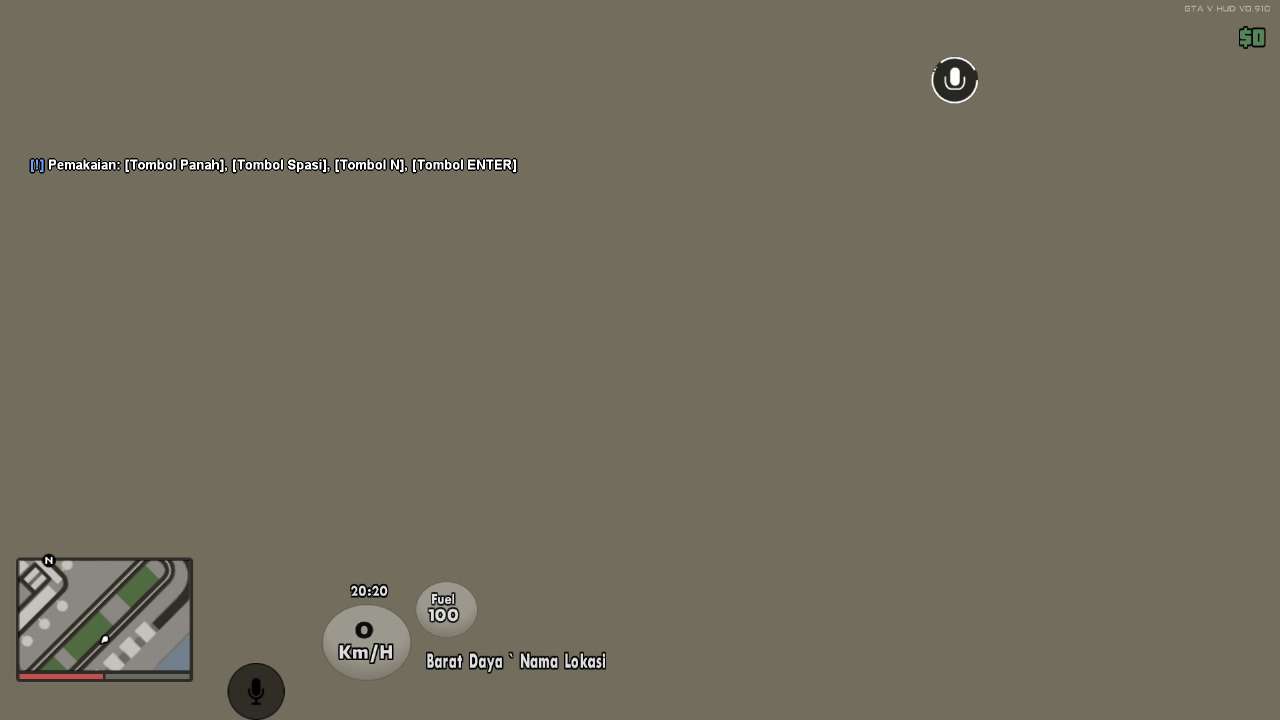 GTA V HUD V0.910
$0
[!] Pemakaian: [Tombol Panah], [Tombol Spasi], [Tombol N], [Tombol ENTER]
N
20:20
Fuel
100
0
Km/H
Barat Daya ` Nama Lokasi